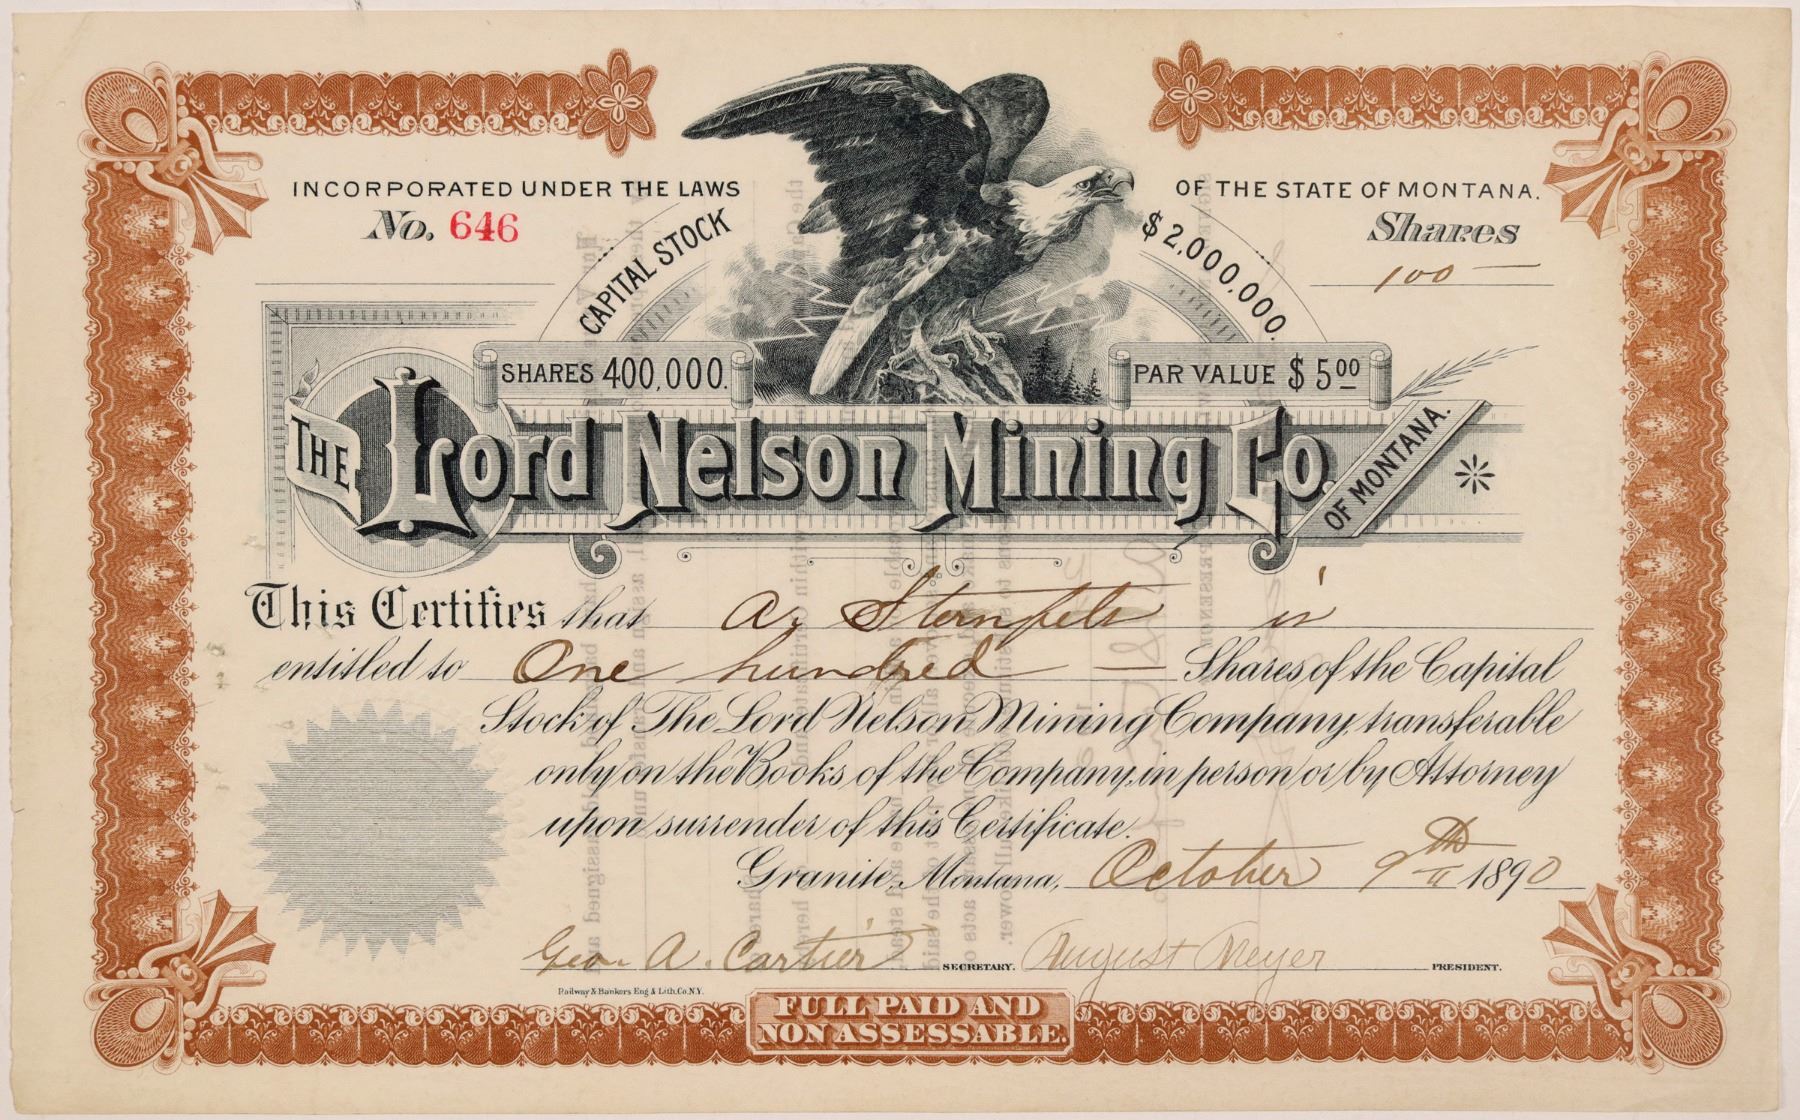 INCORPORATED UNDER THE LAWS OF THE STATE OF MONTANA.
No. 646
Shares
100
CAPITAL STOCK $2,000,000.
SHARES 400,000.
PAR VALUE $5.00
THE Lord Nelson Mining Co. OF MONTANA.
This Certifies that A. Sternfels is
entitled to One hundred — Shares of the Capital
Stock of The Lord Nelson Mining Company, transferable
only on the Books of the Company, in person or by Attorney
upon surrender of this Certificate.
Granite, Montana, October 9th 1890
Geo. A. Cartier SECRETARY. August Meyer PRESIDENT.
Railway & Bankers Eng & Lith. Co. N.Y.
FULL PAID AND
NON ASSESSABLE.